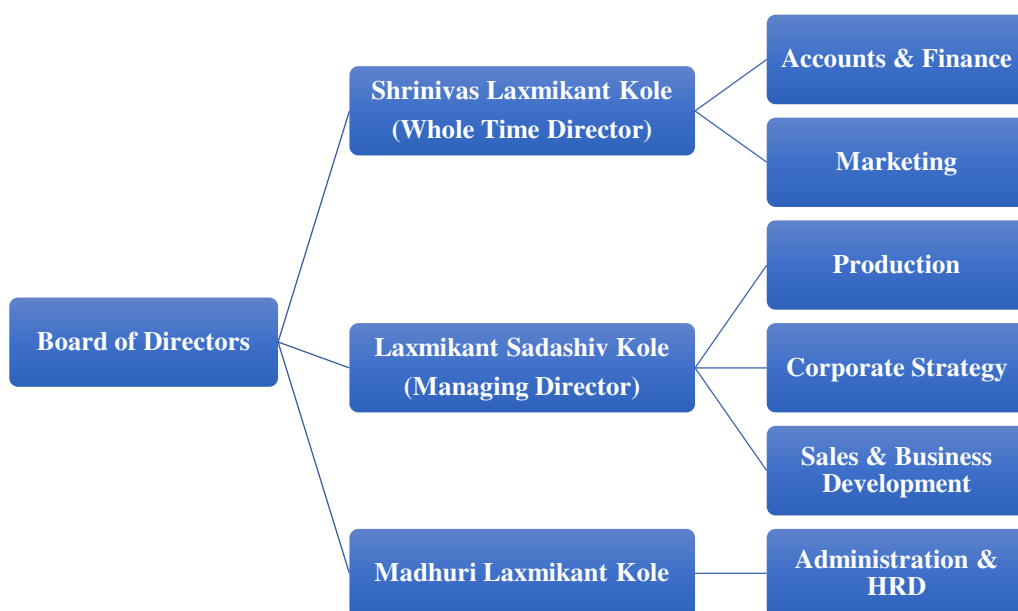 Board of Directors
Shrinivas Laxmikant Kole
(Whole Time Director)
Accounts & Finance
Marketing
Laxmikant Sadashiv Kole
(Managing Director)
Production
Corporate Strategy
Sales & Business
Development
Madhuri Laxmikant Kole
Administration &
HRD